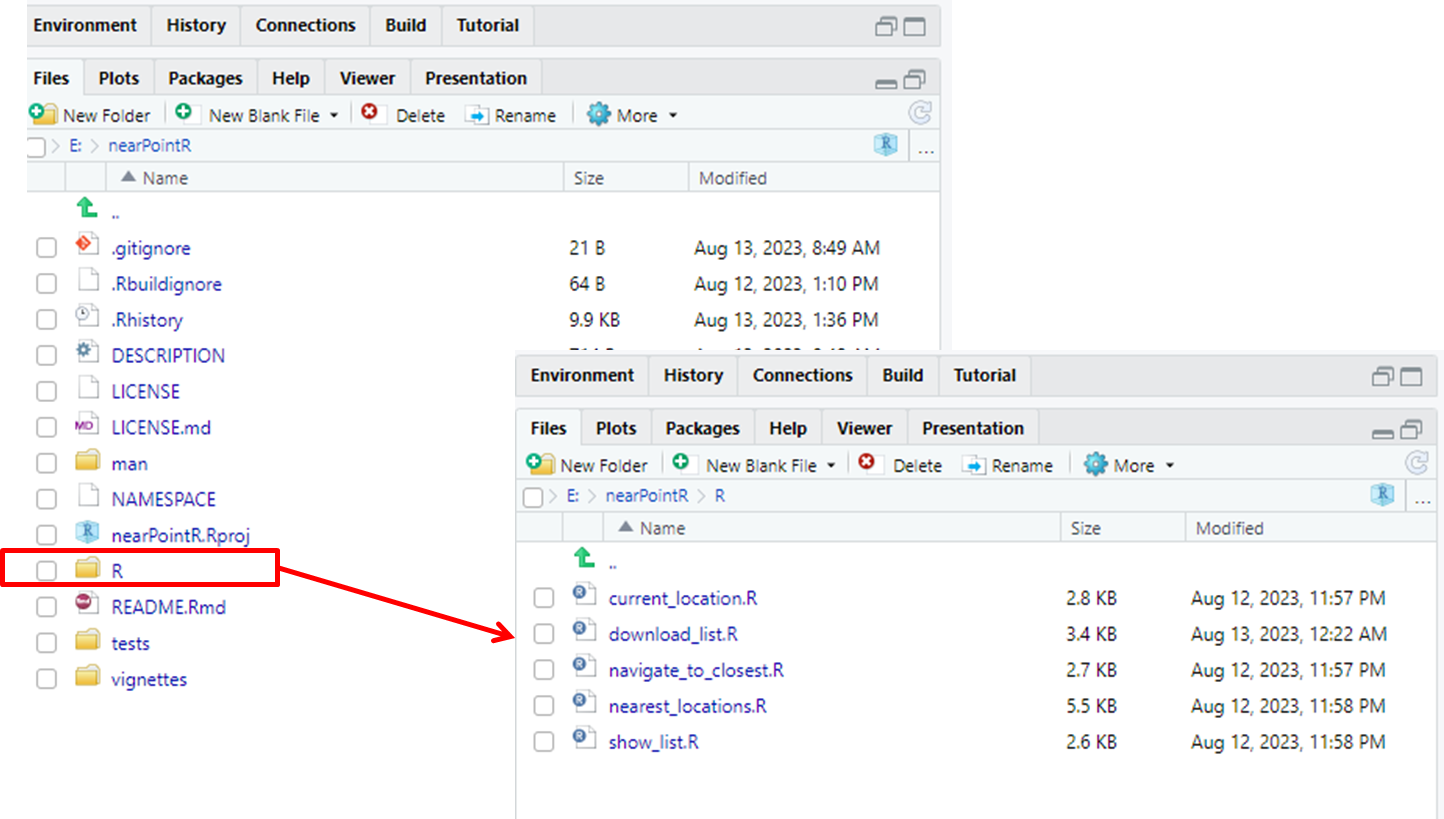 Environment History Connections Build Tutorial
Files Plots Packages Help Viewer Presentation
New Folder New Blank File Delete Rename More
E: nearPointR ...
Name Size Modified
..
.gitignore 21 B Aug 13, 2023, 8:49 AM
.Rbuildignore 64 B Aug 12, 2023, 1:10 PM
.Rhistory 9.9 KB Aug 13, 2023, 1:36 PM
DESCRIPTION
LICENSE
LICENSE.md
man
NAMESPACE
nearPointR.Rproj
R
README.Rmd
tests
vignettes
Environment History Connections Build Tutorial
Files Plots Packages Help Viewer Presentation
New Folder New Blank File Delete Rename More
E: nearPointR R ...
Name Size Modified
..
current_location.R 2.8 KB Aug 12, 2023, 11:57 PM
download_list.R 3.4 KB Aug 13, 2023, 12:22 AM
navigate_to_closest.R 2.7 KB Aug 12, 2023, 11:57 PM
nearest_locations.R 5.5 KB Aug 12, 2023, 11:58 PM
show_list.R 2.6 KB Aug 12, 2023, 11:58 PM